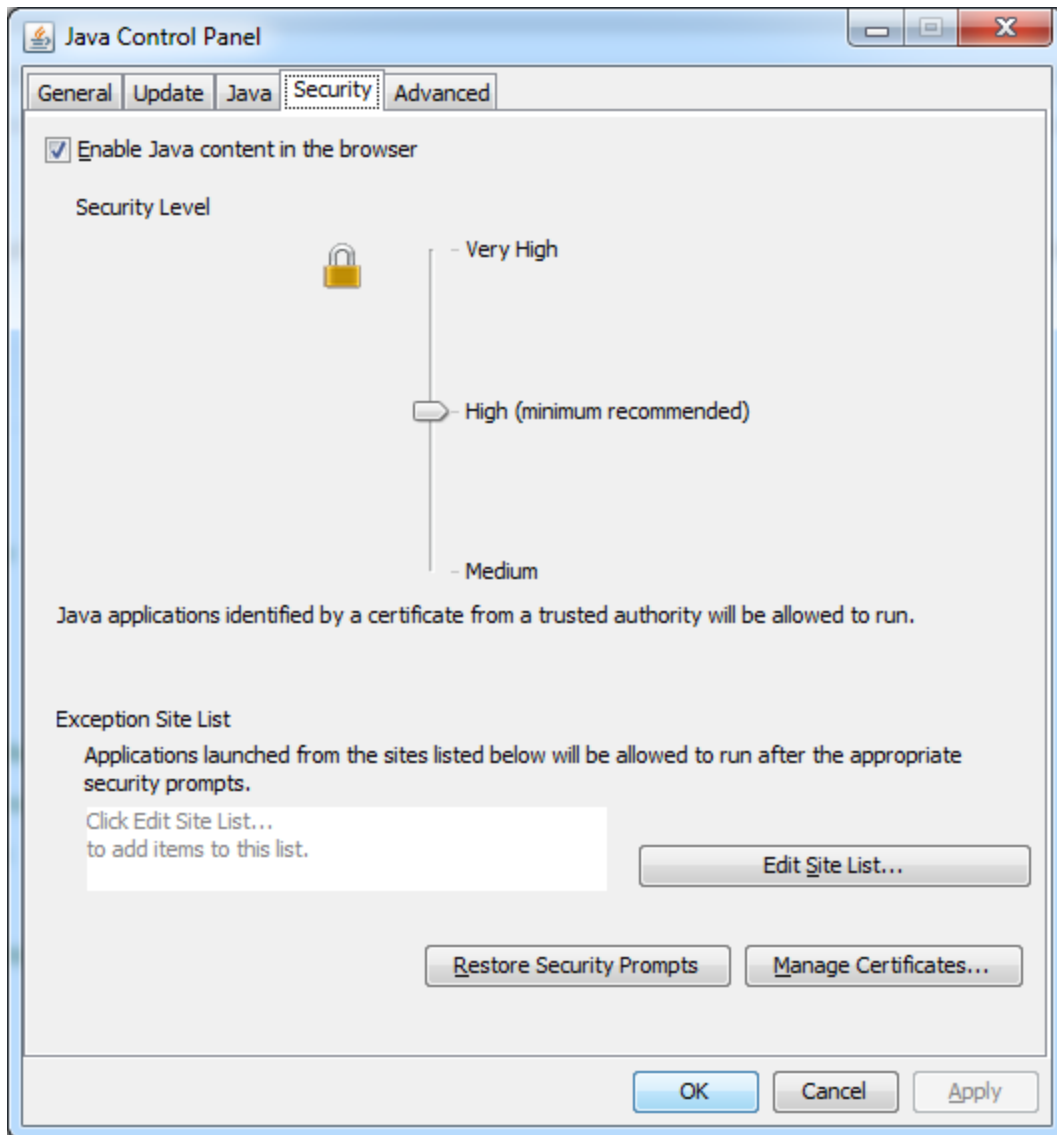 Java Control Panel
General Update Java Security Advanced
Enable Java content in the browser
Security Level
Very High
High (minimum recommended)
Medium
Java applications identified by a certificate from a trusted authority will be allowed to run.
Exception Site List
Applications launched from the sites listed below will be allowed to run after the appropriate
security prompts.
Click Edit Site List...
to add items to this list.
Edit Site List...
Restore Security Prompts Manage Certificates...
OK Cancel Apply